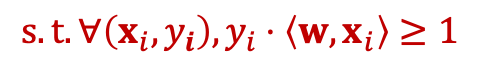 s.t.∀(𝐱ᵢ, yᵢ), yᵢ · ⟨𝐰, 𝐱ᵢ⟩ ≥ 1